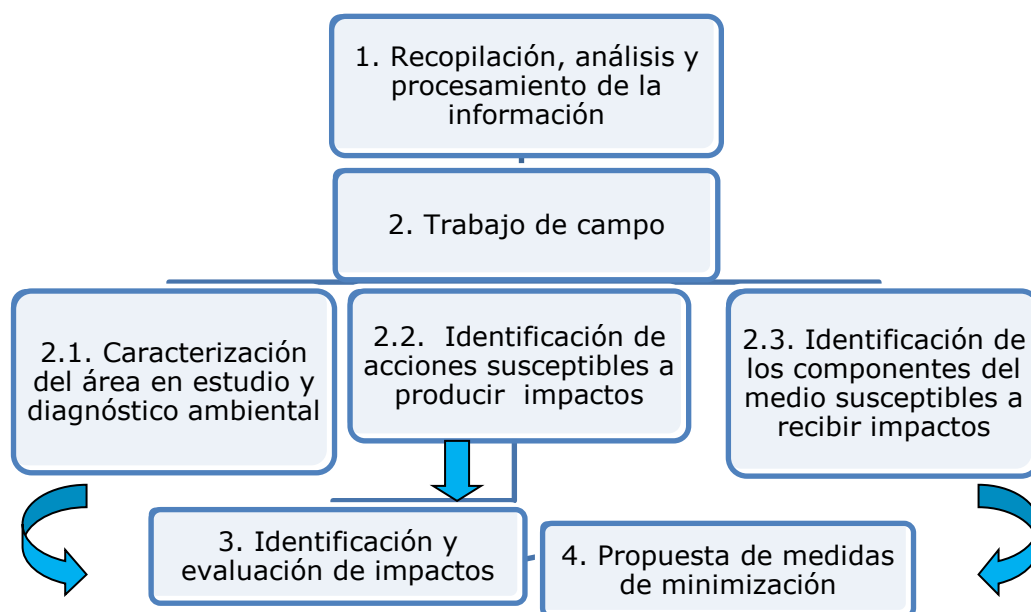 1. Recopilación, análisis y
procesamiento de la
información
2. Trabajo de campo
2.1. Caracterización
del área en estudio y
diagnóstico ambiental
2.2. Identificación de
acciones susceptibles a
producir impactos
2.3. Identificación de
los componentes del
medio susceptibles a
recibir impactos
3. Identificación y
evaluación de impactos
4. Propuesta de medidas
de minimización